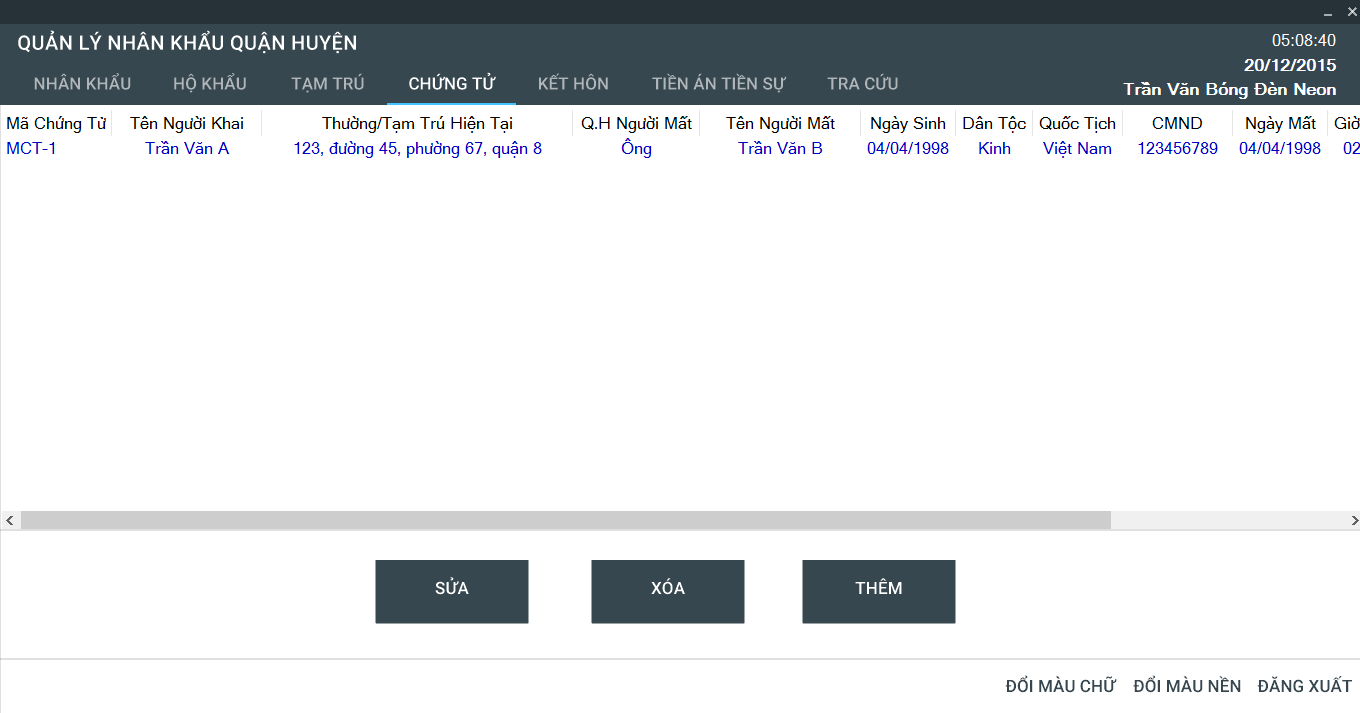 QUẢN LÝ NHÂN KHẨU QUẬN HUYỆN
05:08:40
20/12/2015
Trần Văn Bóng Đèn Neon
NHÂN KHẨU HỘ KHẨU TẠM TRÚ CHỨNG TỬ KẾT HÔN TIỀN ÁN TIỀN SỰ TRA CỨU
Mã Chứng Từ Tên Người Khai Thường/Tạm Trú Hiện Tại Q.H Người Mất Tên Người Mất Ngày Sinh Dân Tộc Quốc Tịch CMND Ngày Mất Giờ
MCT-1 Trần Văn A 123, đường 45, phường 67, quận 8 Ông Trần Văn B 04/04/1998 Kinh Việt Nam 123456789 04/04/1998 02
SỬA XÓA THÊM
ĐỔI MÀU CHỮ ĐỔI MÀU NỀN ĐĂNG XUẤT